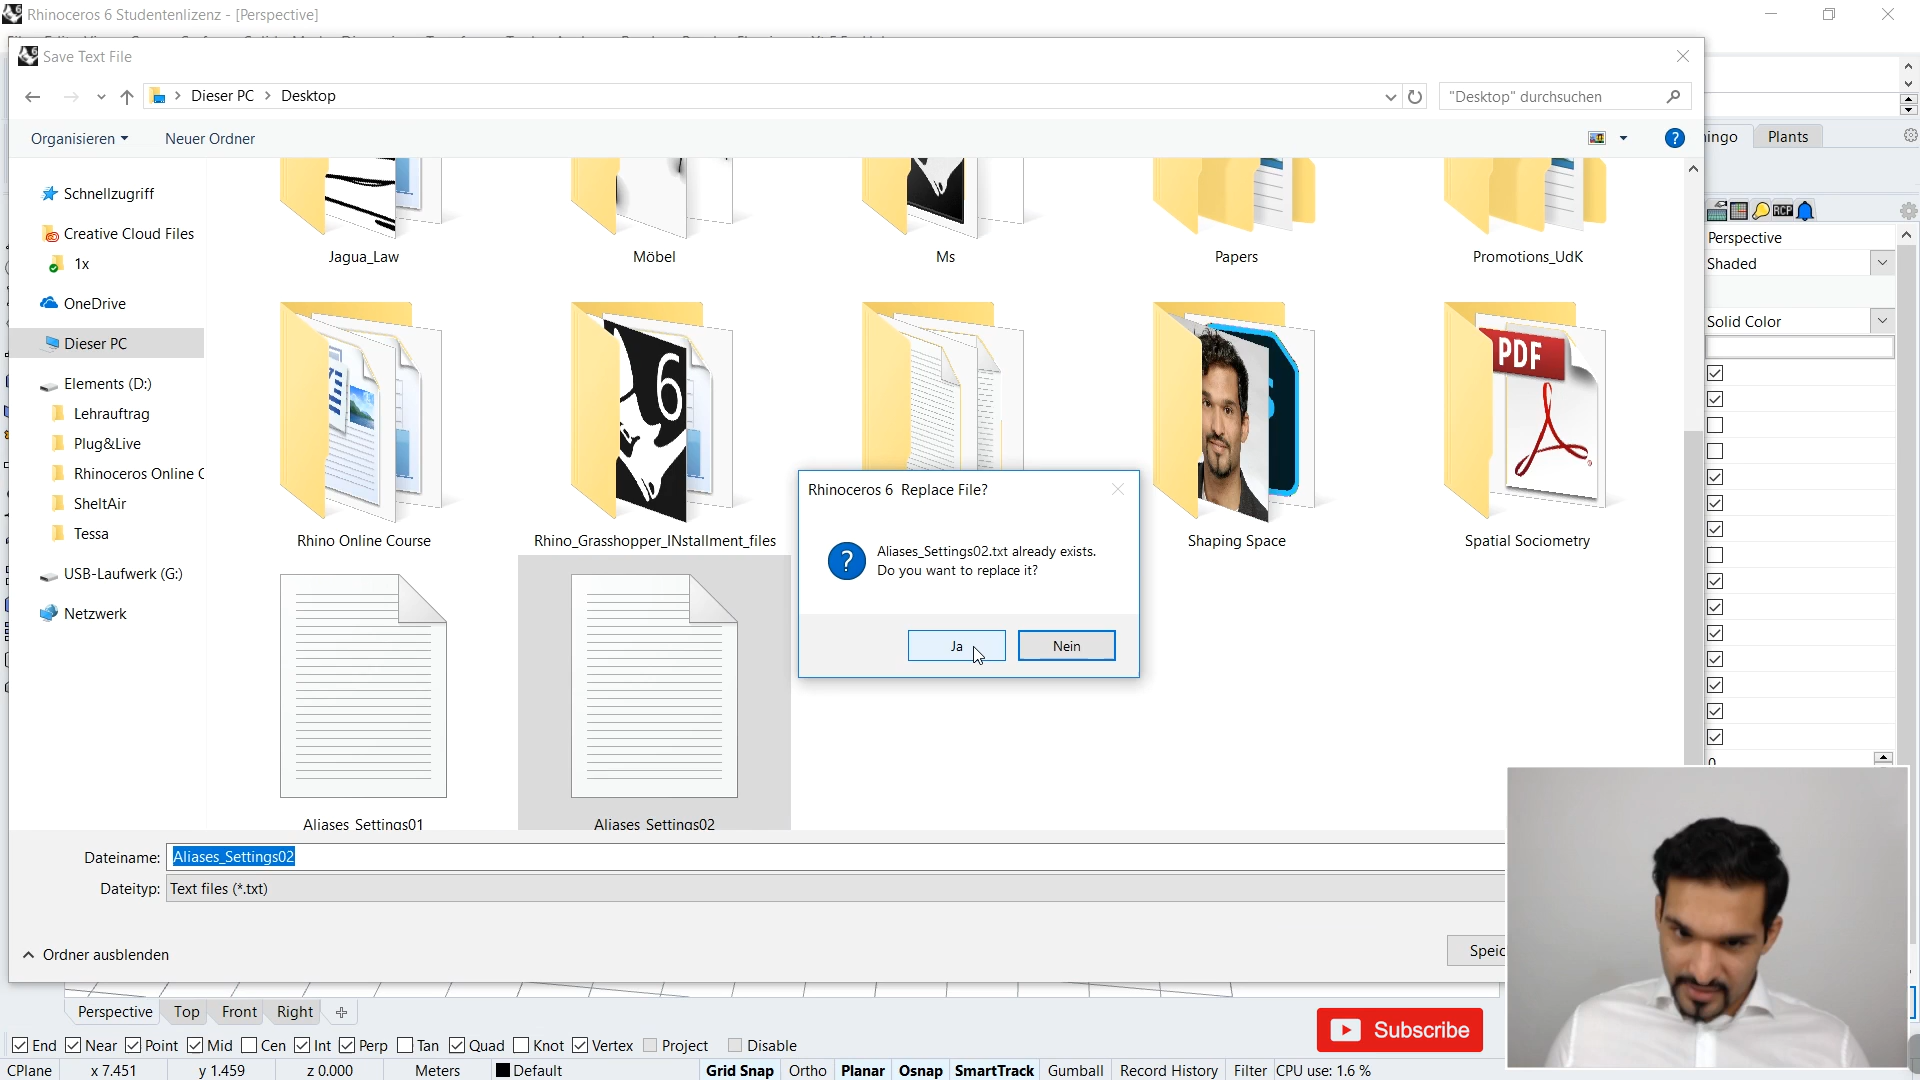 Rhinoceros 6 Studentenlizenz - [Perspective]
Save Text File
Dieser PC > Desktop
"Desktop" durchsuchen
Organisieren
Neuer Ordner
ingo
Plants
Schnellzugriff
Creative Cloud Files
1x
OneDrive
Dieser PC
Elements (D:)
Lehrauftrag
Plug&Live
Rhinoceros Online C
SheltAir
Tessa
USB-Laufwerk (G:)
Netzwerk
Jagua_Law
Möbel
Ms
Papers
Promotions_UdK
6
PDF
Rhino Online Course
Rhino_Grasshopper_INstallment_files
Shaping Space
Spatial Sociometry
Aliases_Settings01
Aliases_Settings02
Rhinoceros 6 Replace File?
Aliases_Settings02.txt already exists.
Do you want to replace it?
Ja
Nein
RCP
Perspective
Shaded
Solid Color
0
Dateiname: Aliases_Settings02
Dateityp: Text files (*.txt)
Ordner ausblenden
Speic
Perspective
Top
Front
Right
Subscribe
End Near Point Mid Cen Int Perp Tan Quad Knot Vertex Project Disable
CPlane x 7.451 y 1.459 z 0.000 Meters Default Grid Snap Ortho Planar Osnap SmartTrack Gumball Record History Filter CPU use: 1.6 %